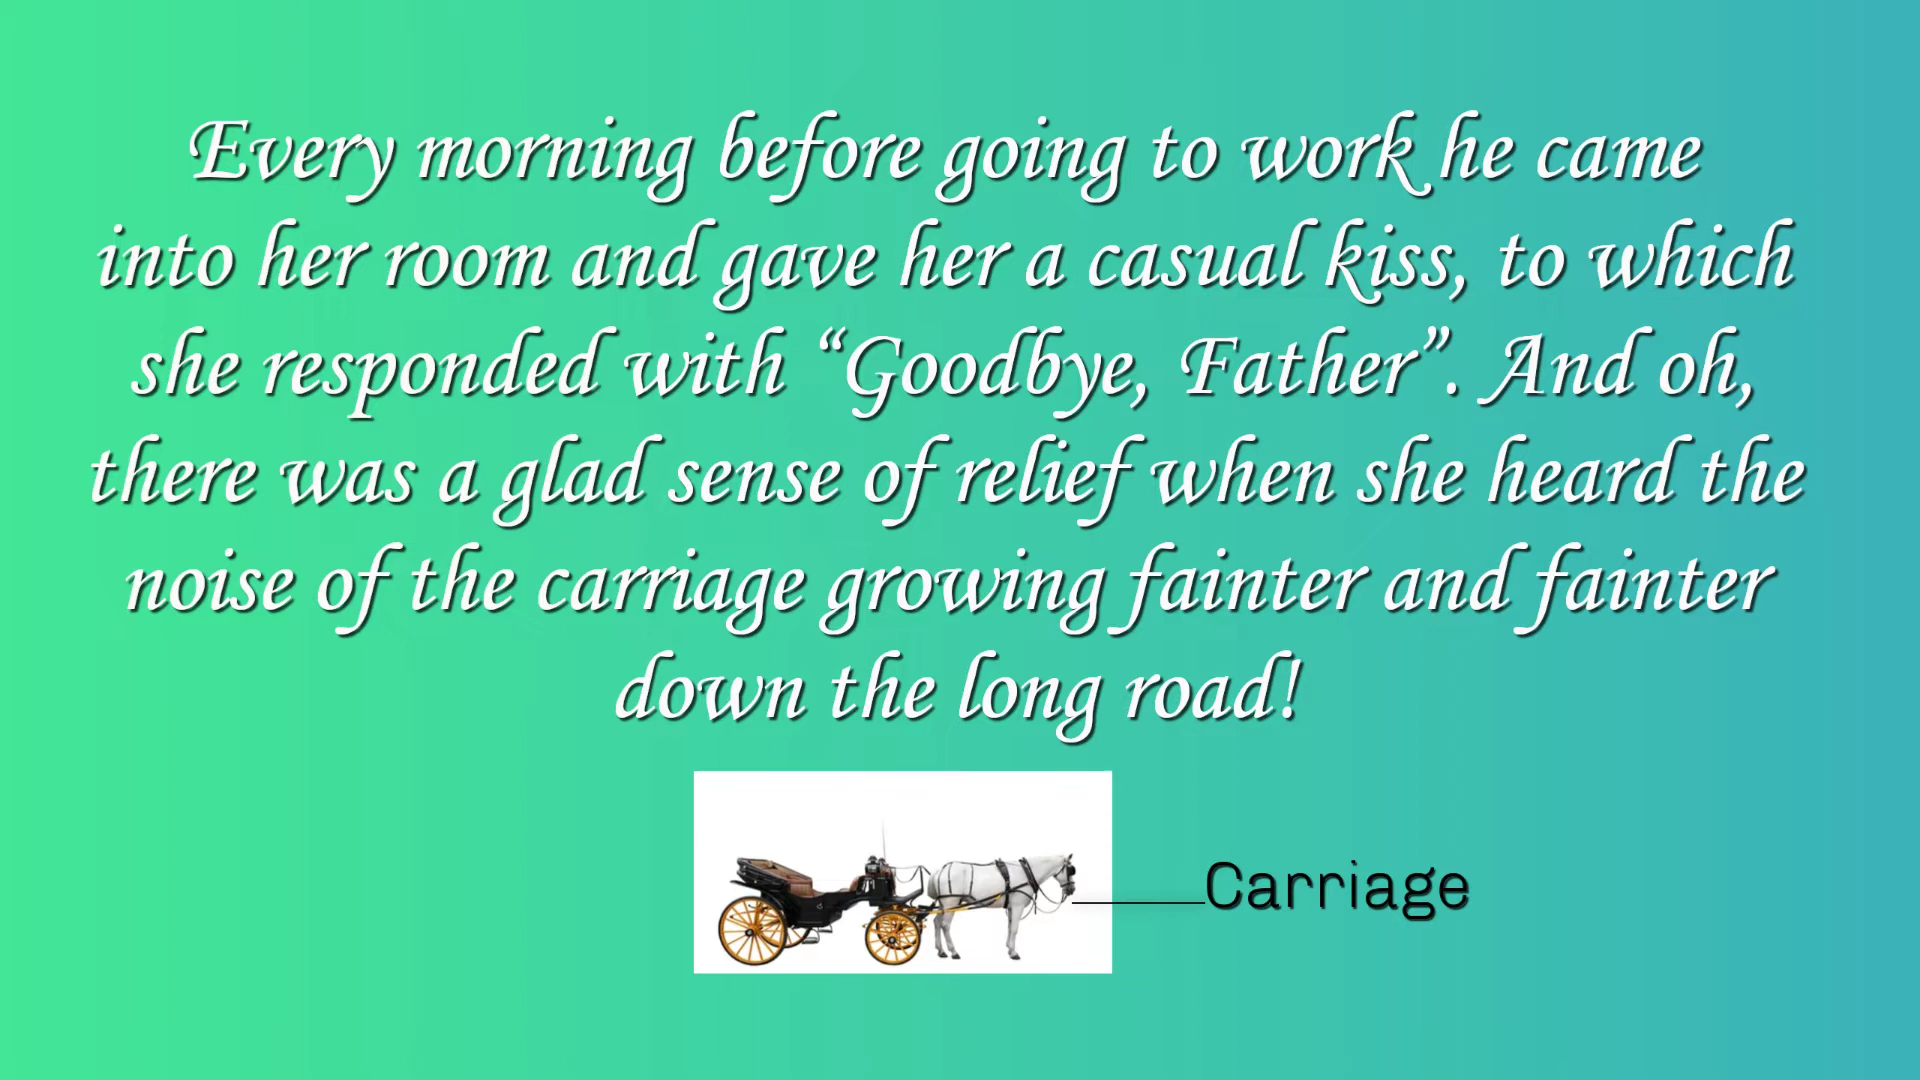 Every morning before going to work he came
into her room and gave her a casual kiss, to which
she responded with “Goodbye, Father”. And oh,
there was a glad sense of relief when she heard the
noise of the carriage growing fainter and fainter
down the long road!
Carriage